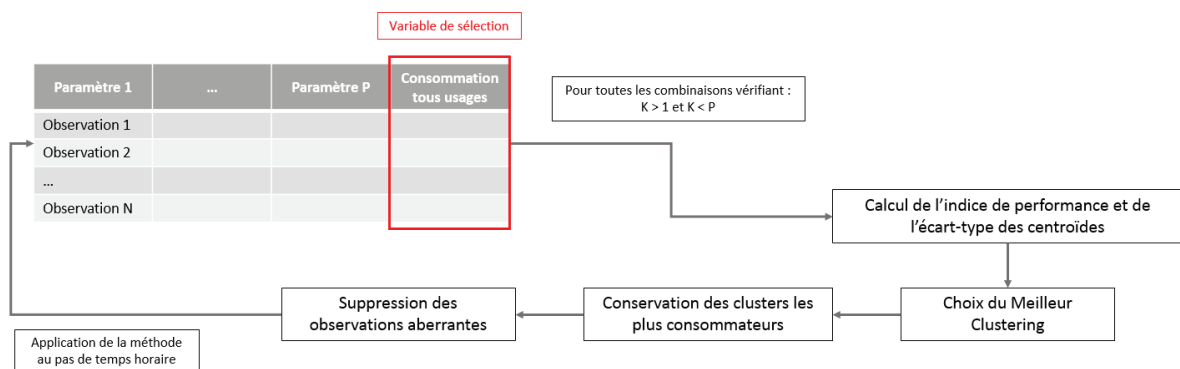 Variable de sélection
Paramètre 1
...
Paramètre P
Consommation
tous usages
Observation 1
Observation 2
...
Observation N
Pour toutes les combinaisons vérifiant :
K > 1 et K < P
Calcul de l'indice de performance et de
l'écart-type des centroïdes
Choix du Meilleur
Clustering
Conservation des clusters les
plus consommateurs
Suppression des
observations aberrantes
Application de la méthode
au pas de temps horaire